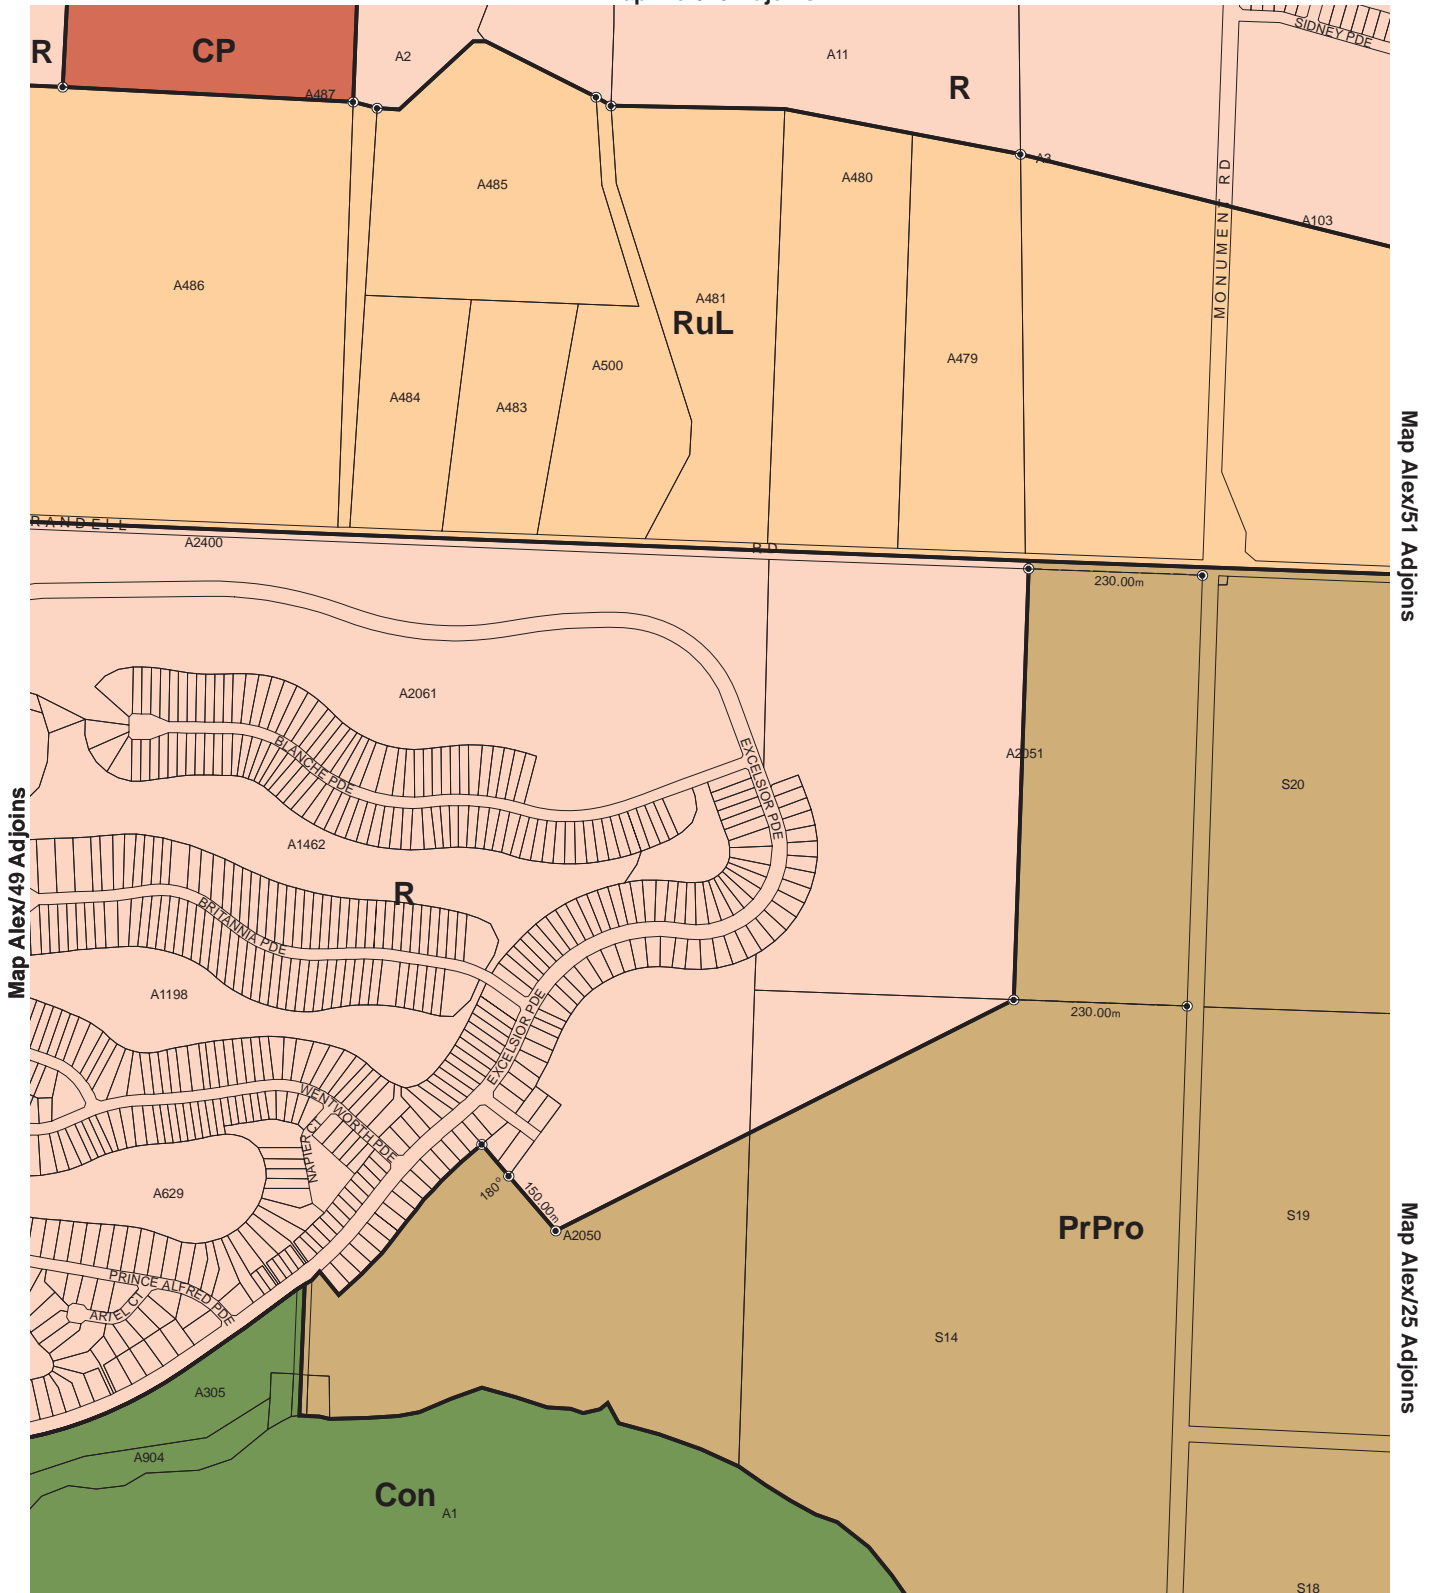 SIDNEY PDE
R
CP
A2
A11
R
A487
A3
MONUMENT RD
A103
A485
A480
A486
A481
RuL
A479
A500
A484
A483
Map Alex/51 Adjoins
RANDELL
RD
A2400
230.00m
A2061
BLANCHE PDE
EXCELSIOR PDE
A2051
S20
Map Alex/49 Adjoins
A1462
R
BRITANNIA PDE
A1198
EXCELSIOR PDE
230.00m
WENTWORTH PDE
NAPIER CT
A629
180°
150.00m
A2050
PrPro
S19
Map Alex/25 Adjoins
PRINCE ALFRED PDE
ARIEL CT
S14
A305
A904
Con
A1
S18